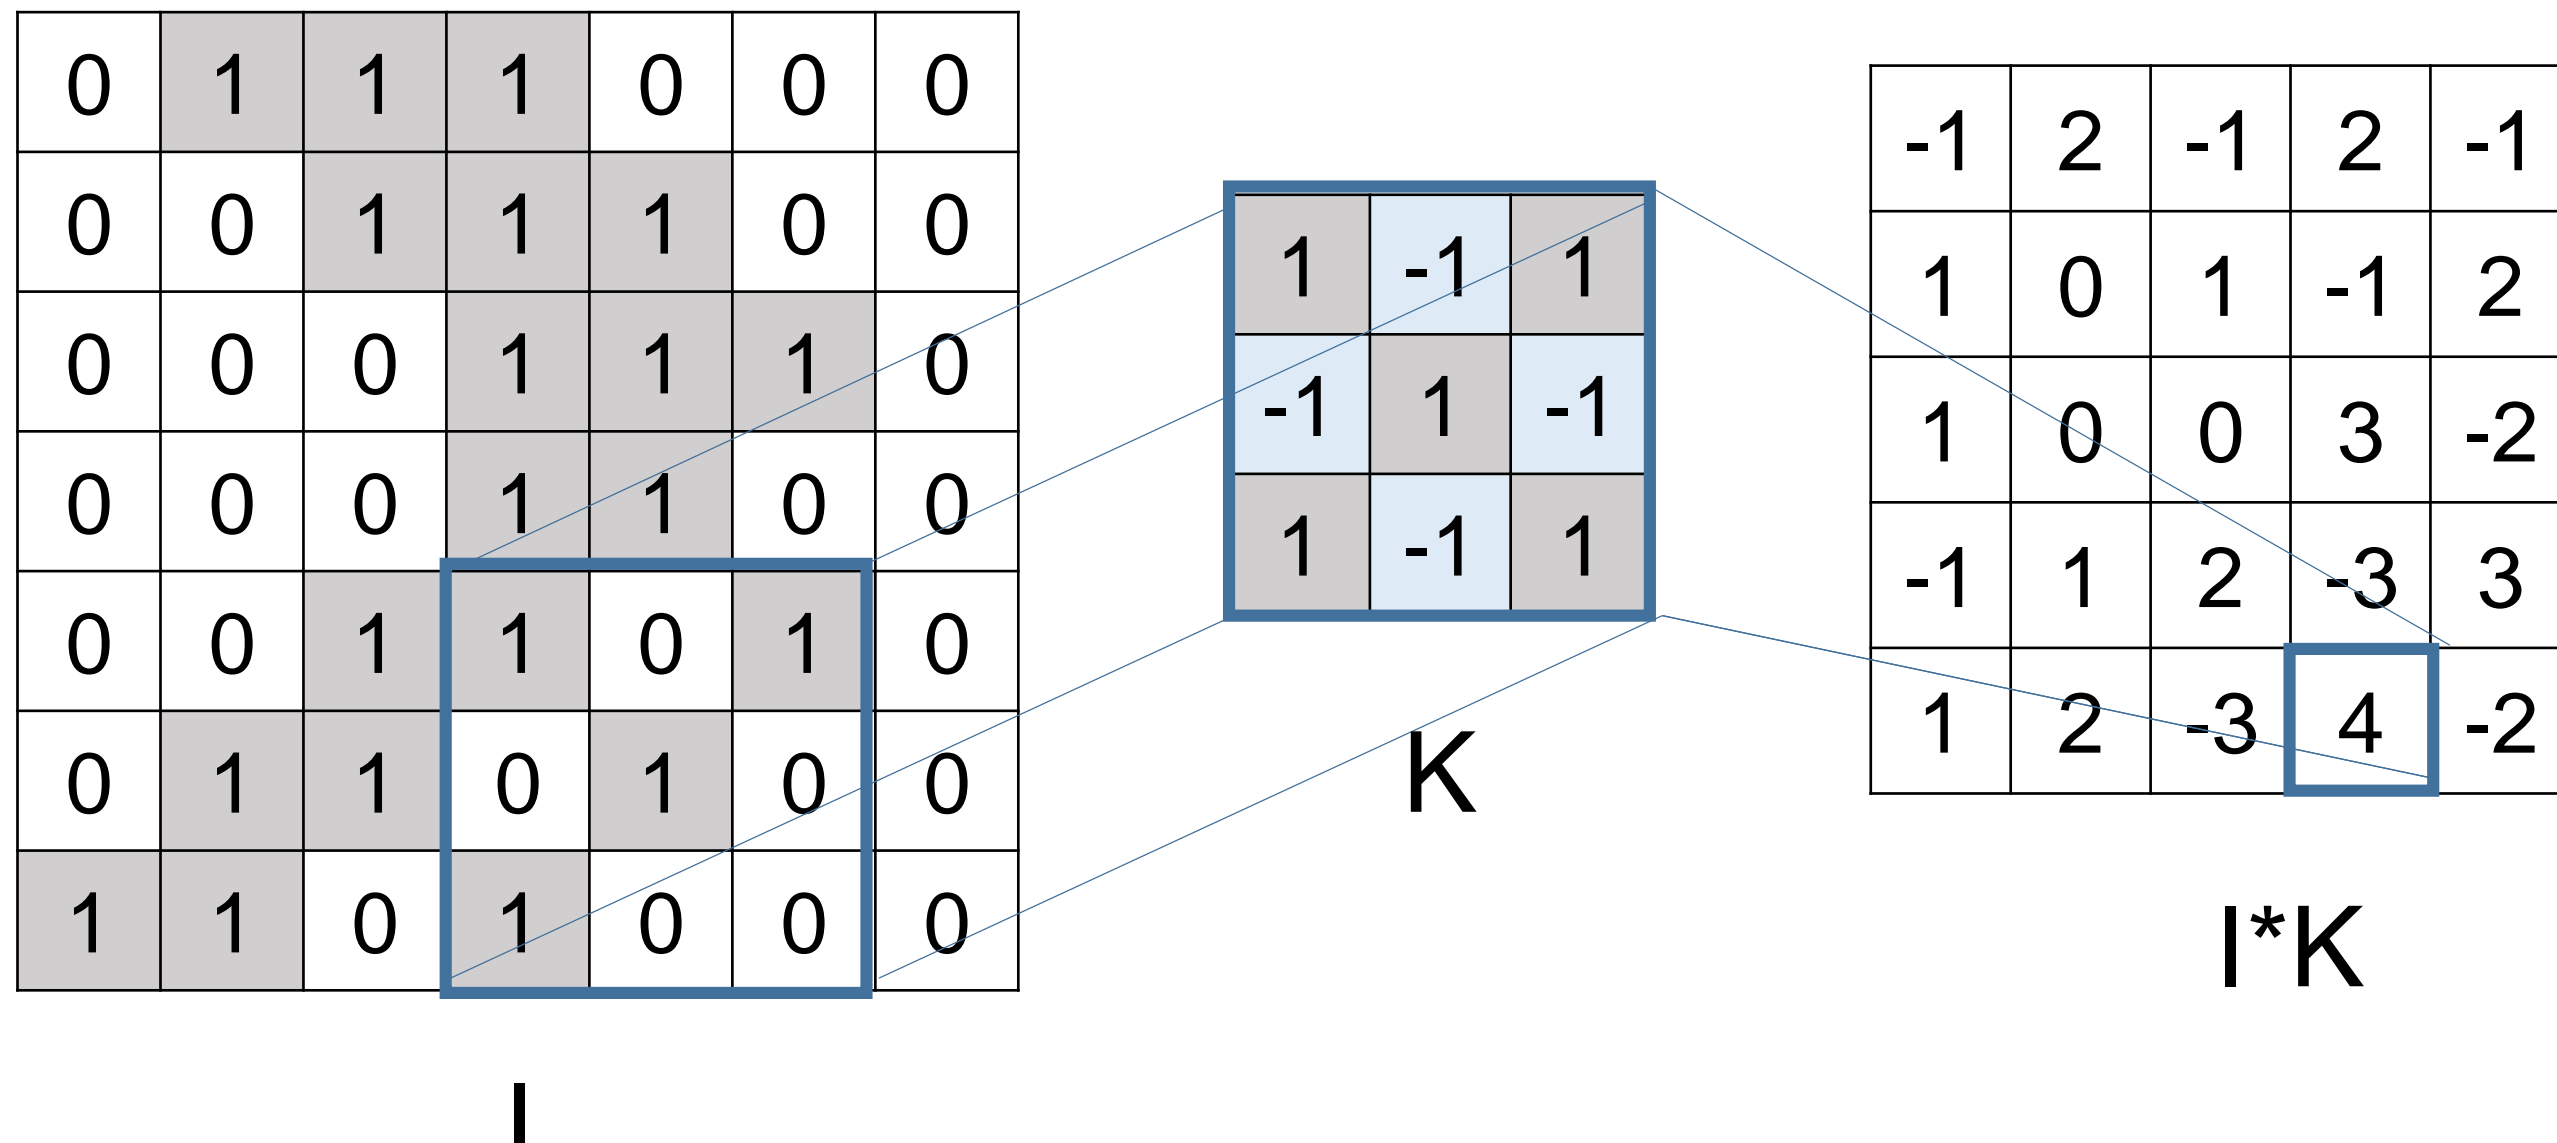 0 1 1 1 0 0 0
0 0 1 1 1 0 0
0 0 0 1 1 1 0
0 0 0 1 1 0 0
0 0 1 1 0 1 0
0 1 1 0 1 0 0
1 1 0 1 0 0 0
I
1 -1 1
-1 1 -1
1 -1 1
K
-1 2 -1 2 -1
1 0 1 -1 2
1 0 0 3 -2
-1 1 2 -3 3
1 2 -3 4 -2
I*K